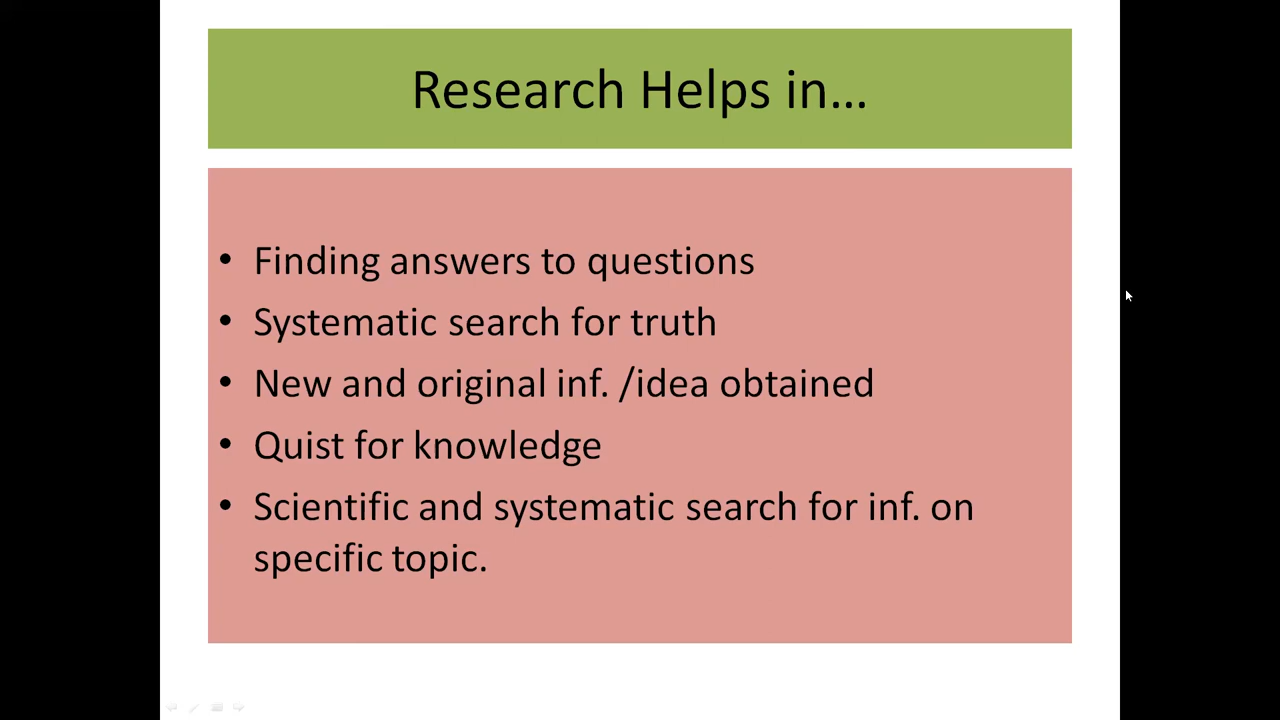 Research Helps in...
• Finding answers to questions
• Systematic search for truth
• New and original inf. /idea obtained
• Quist for knowledge
• Scientific and systematic search for inf. on
specific topic.